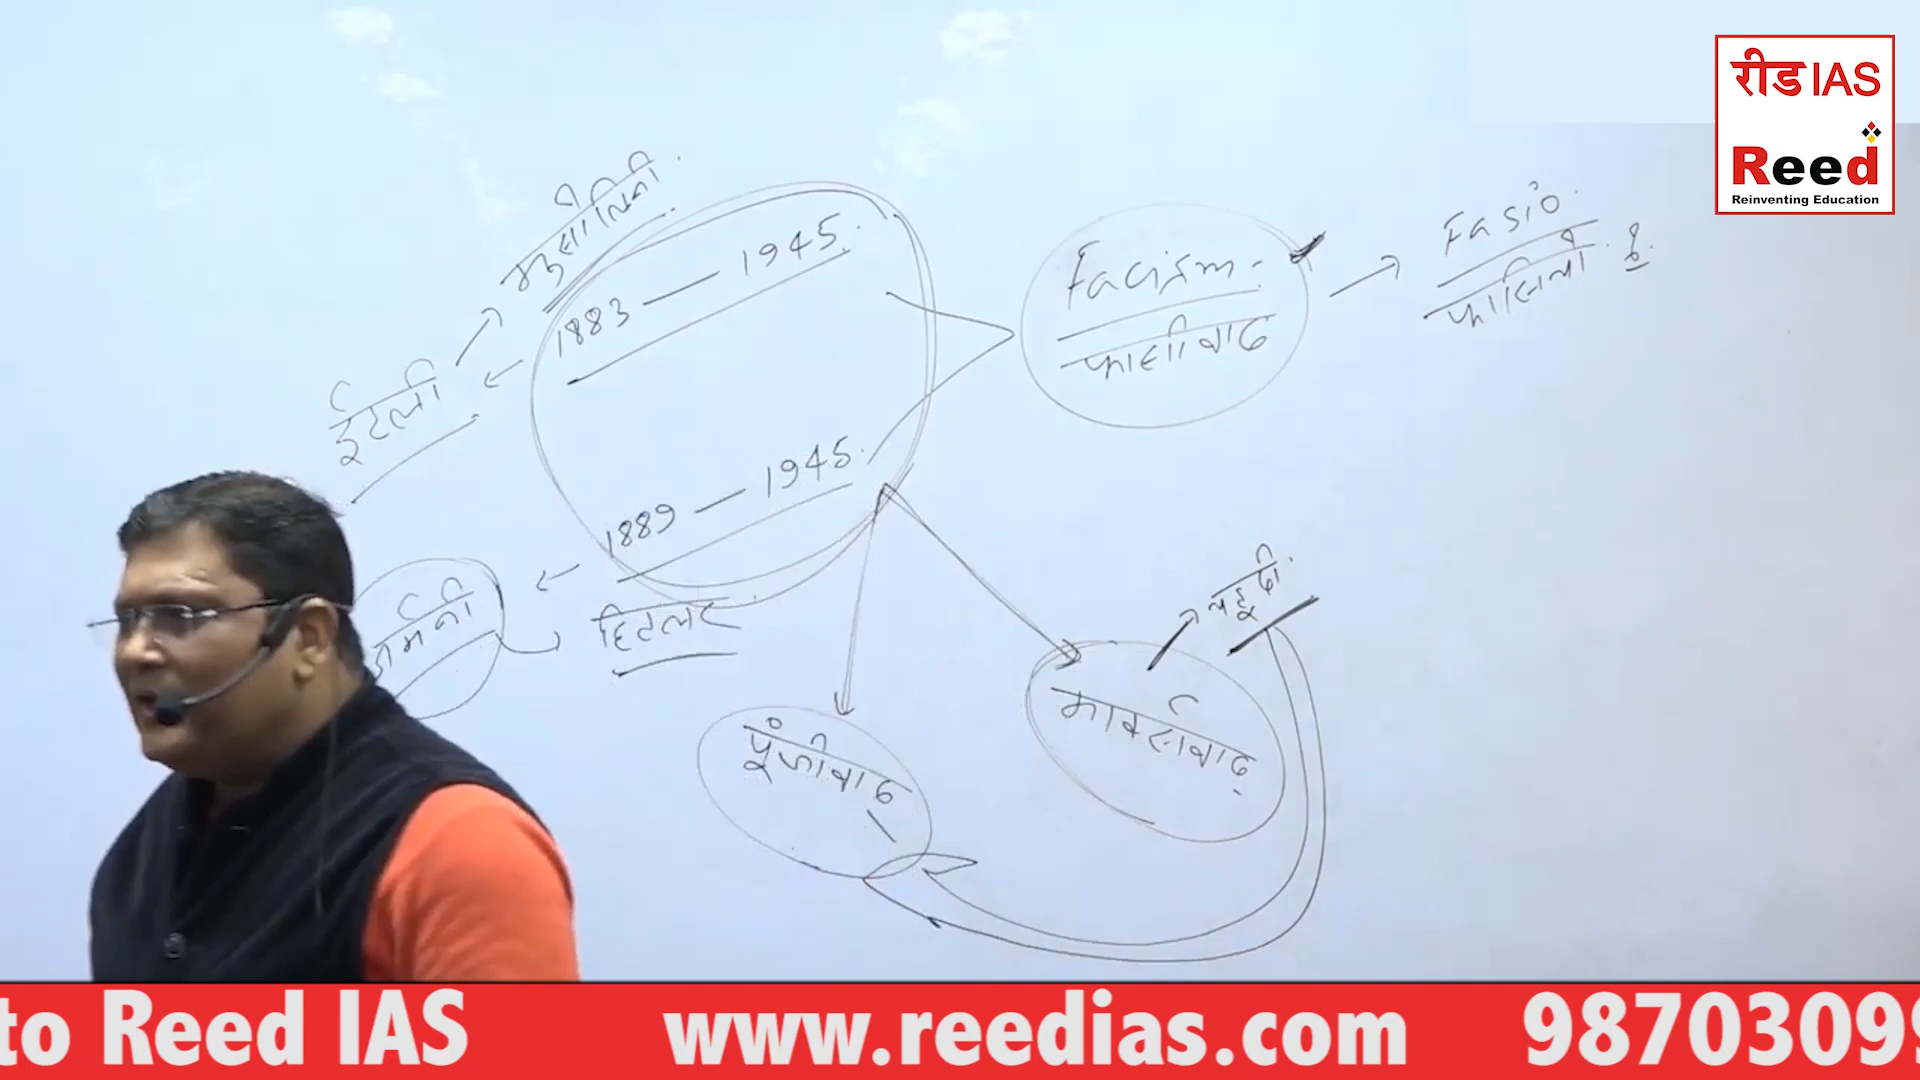 रीड IAS
Reed
Reinventing Education
मुसोलिनी
1883 — 1945
Facism
फासीवाद
Fasio
फासियो
ईटली
1889 — 1945
जर्मनी
हिटलर
यहूदी
मार्क्सवाद
पूंजीवाद
to Reed IAS www.reedias.com 98703099